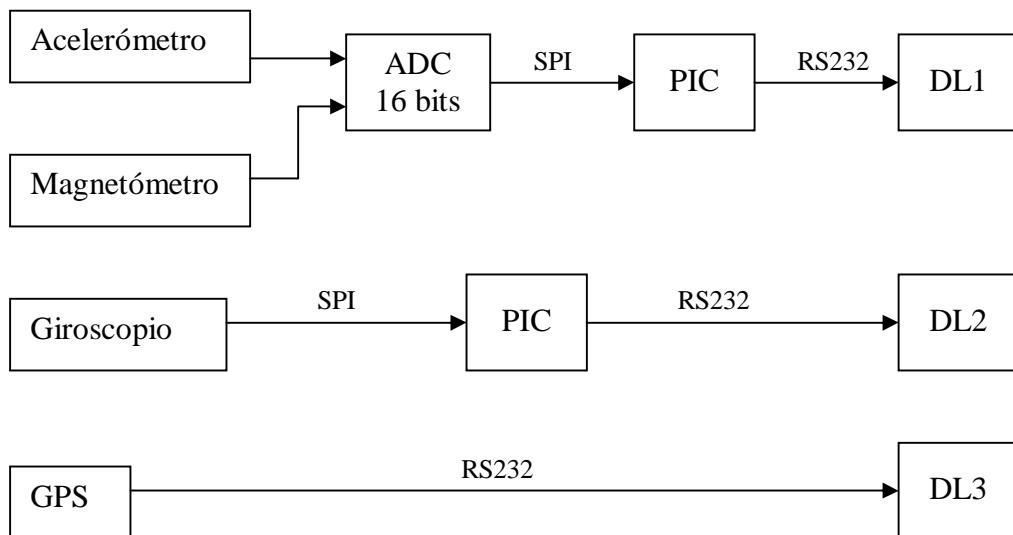 Acelerómetro
ADC
16 bits
SPI
PIC
RS232
DL1
Magnetómetro
Giroscopio
SPI
PIC
RS232
DL2
GPS
RS232
DL3